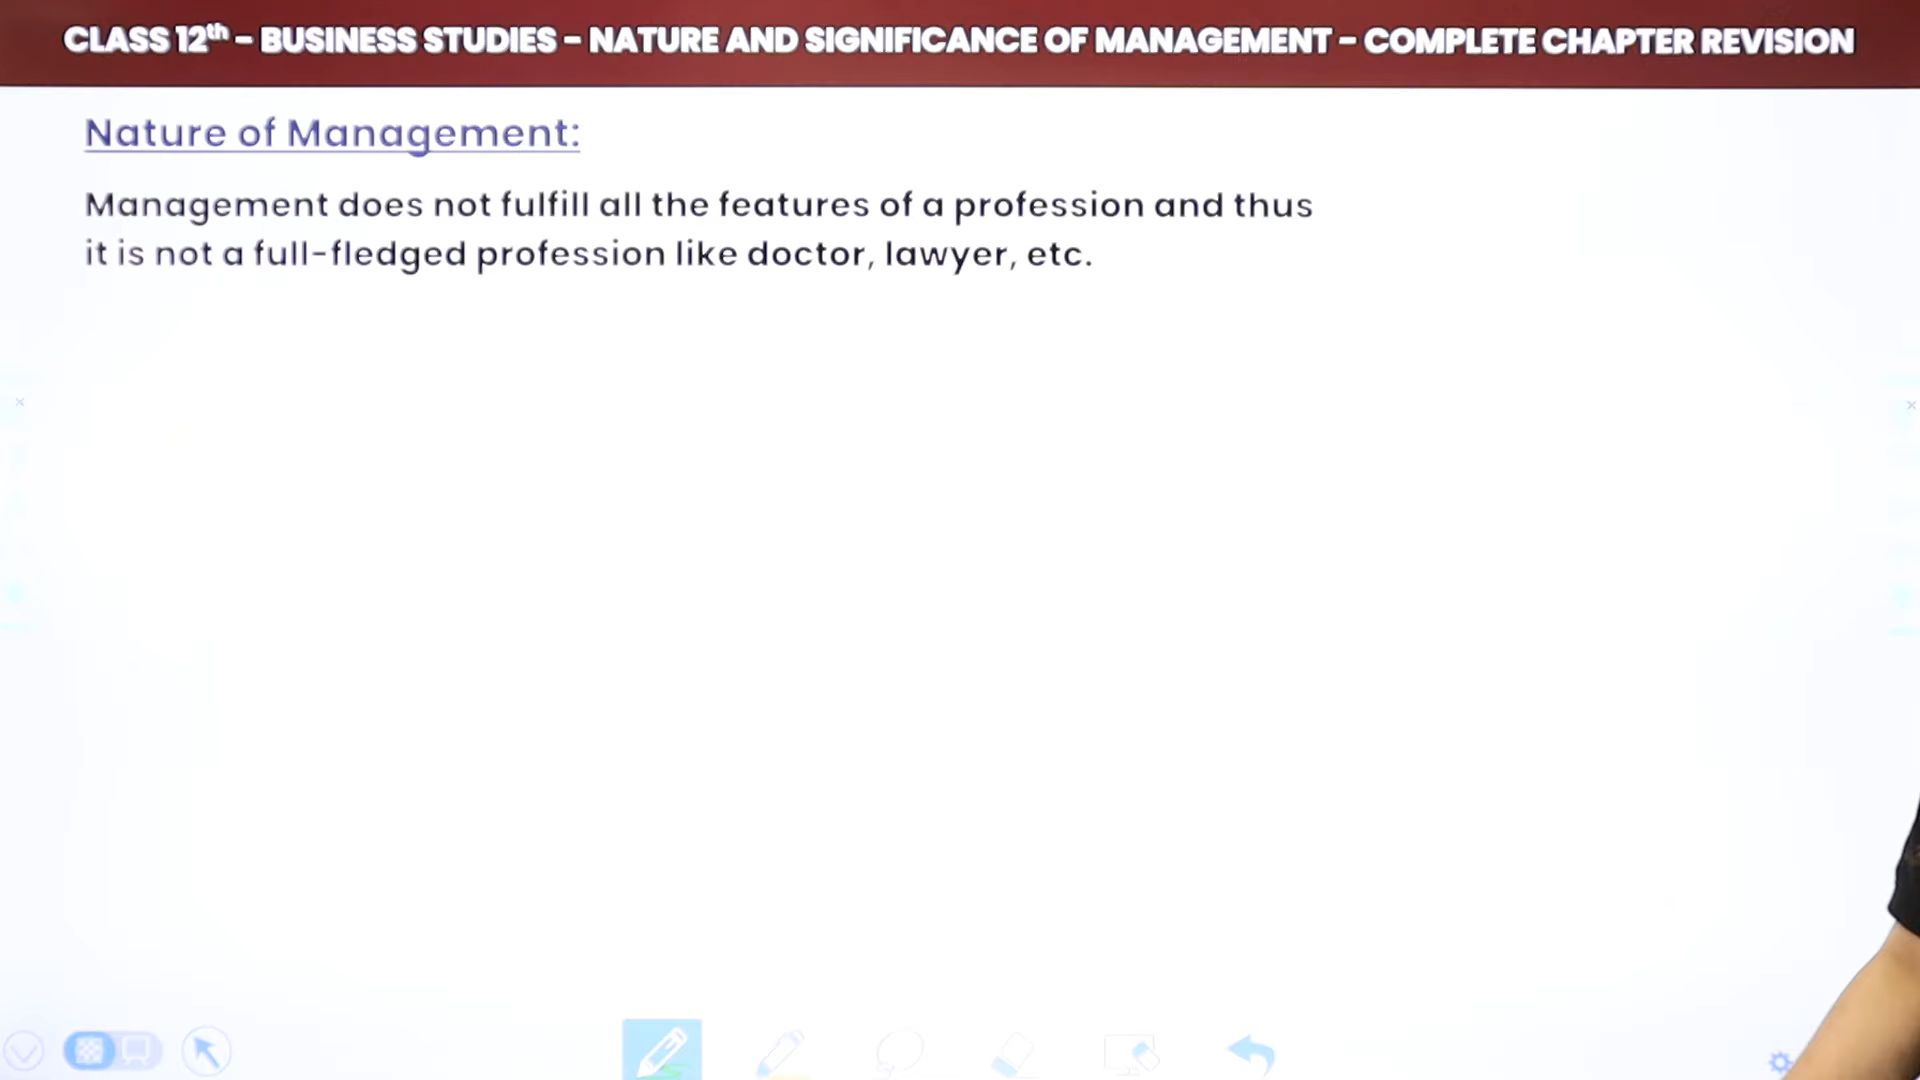 CLASS 12th - BUSINESS STUDIES - NATURE AND SIGNIFICANCE OF MANAGEMENT - COMPLETE CHAPTER REVISION
Nature of Management:
Management does not fulfill all the features of a profession and thus
it is not a full-fledged profession like doctor, lawyer, etc.